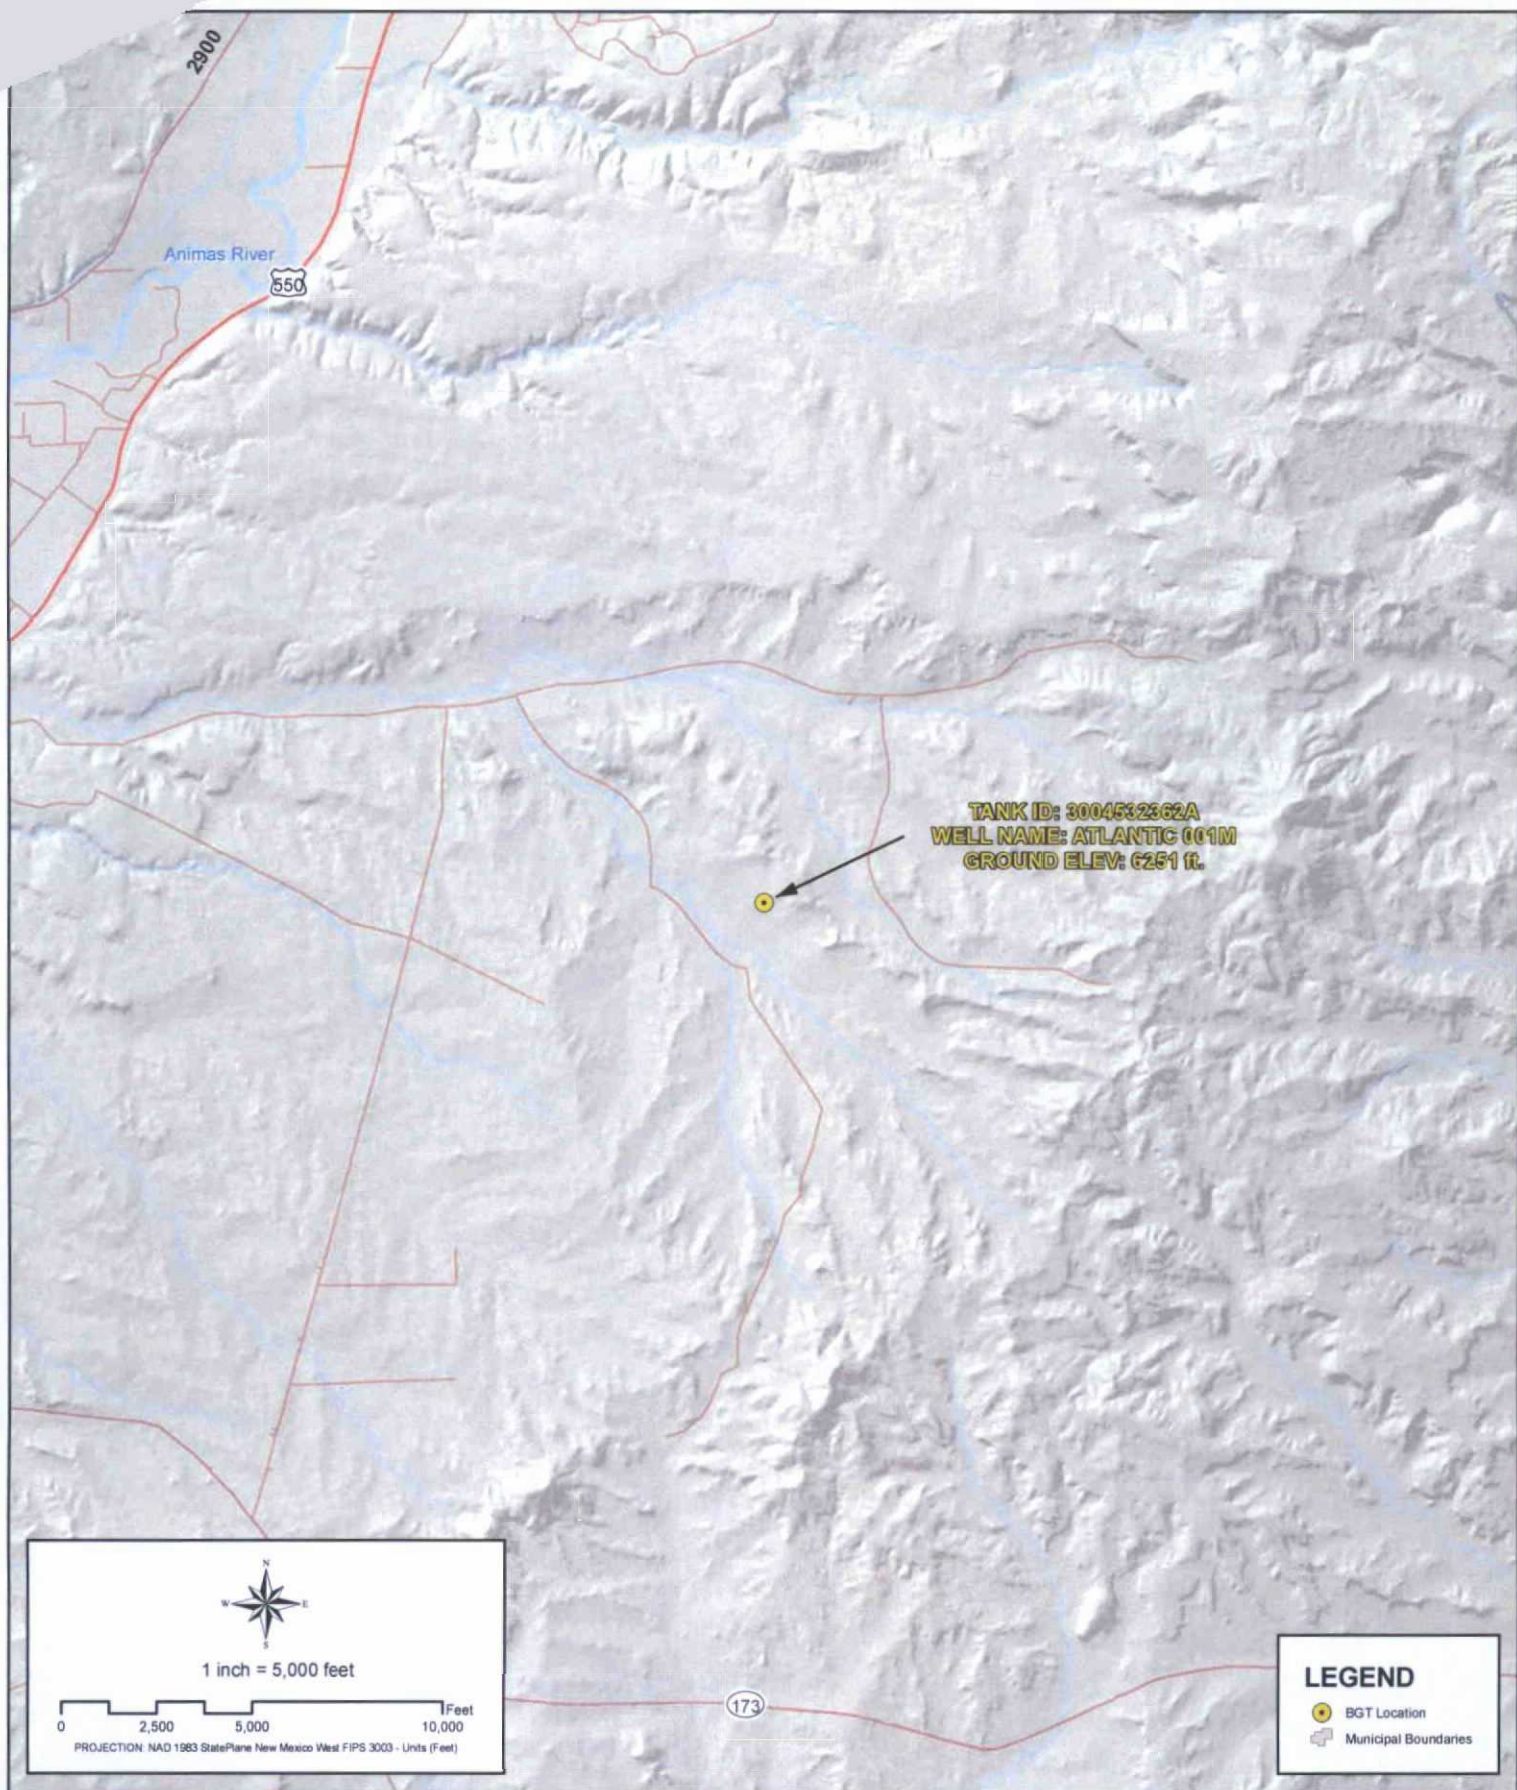 2900
Animas River
550
TANK ID: 3004532362A
WELL NAME: ATLANTIC 001M
GROUND ELEV: 6251 ft.
N
W E
S
1 inch = 5,000 feet
Feet
0 2,500 5,000 10,000
PROJECTION: NAD 1983 StatePlane New Mexico West FIPS 3003 - Units (Feet)
173
LEGEND
BGT Location
Municipal Boundaries